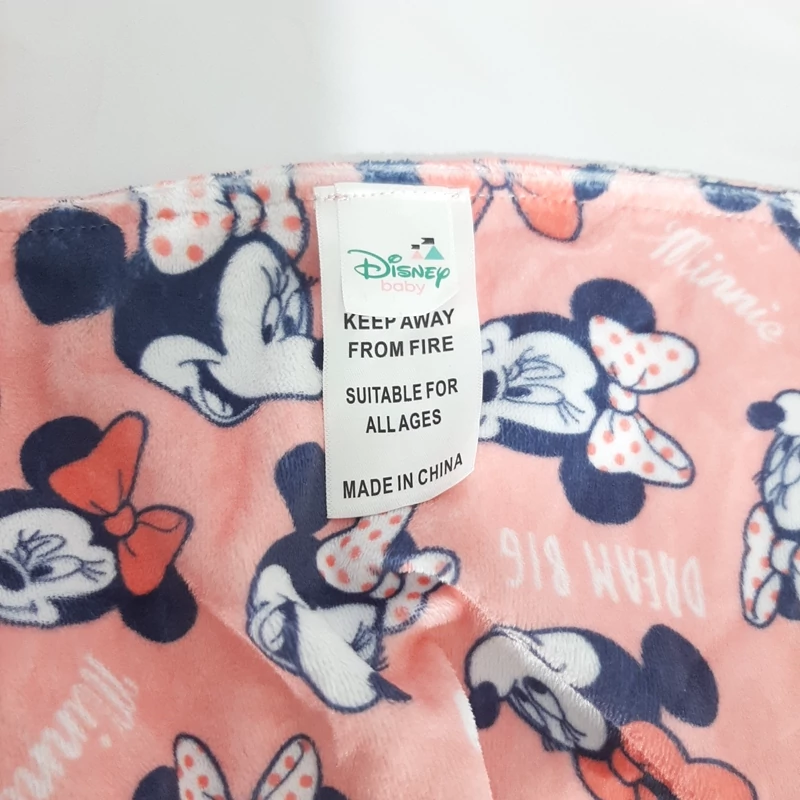 Disney
baby
KEEP AWAY
FROM FIRE
SUITABLE FOR
ALL AGES
MADE IN CHINA
Minnie
DREAM BIG
Minnie